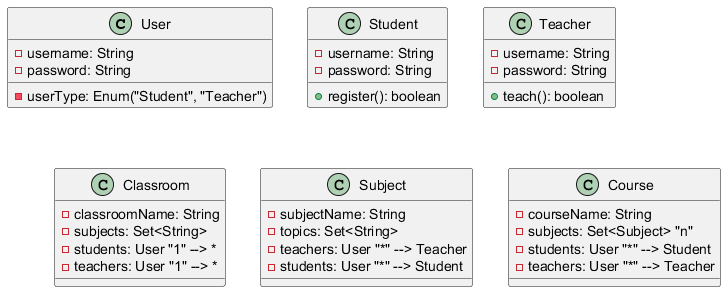 C User
username: String
password: String
userType: Enum("Student", "Teacher")
C Student
username: String
password: String
register(): boolean
C Teacher
username: String
password: String
teach(): boolean
C Classroom
classroomName: String
subjects: Set<String>
students: User "1" --> *
teachers: User "1" --> *
C Subject
subjectName: String
topics: Set<String>
teachers: User "*" --> Teacher
students: User "*" --> Student
C Course
courseName: String
subjects: Set<Subject> "n"
students: User "*" --> Student
teachers: User "*" --> Teacher